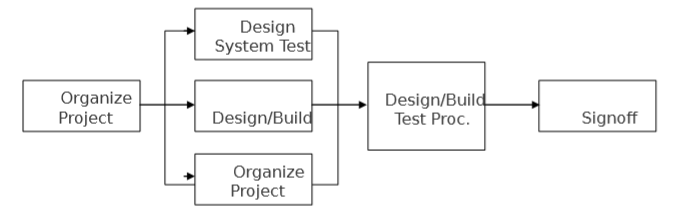 Organize
Project
Design
System Test
Design/Build
Organize
Project
Design/Build
Test Proc.
Signoff